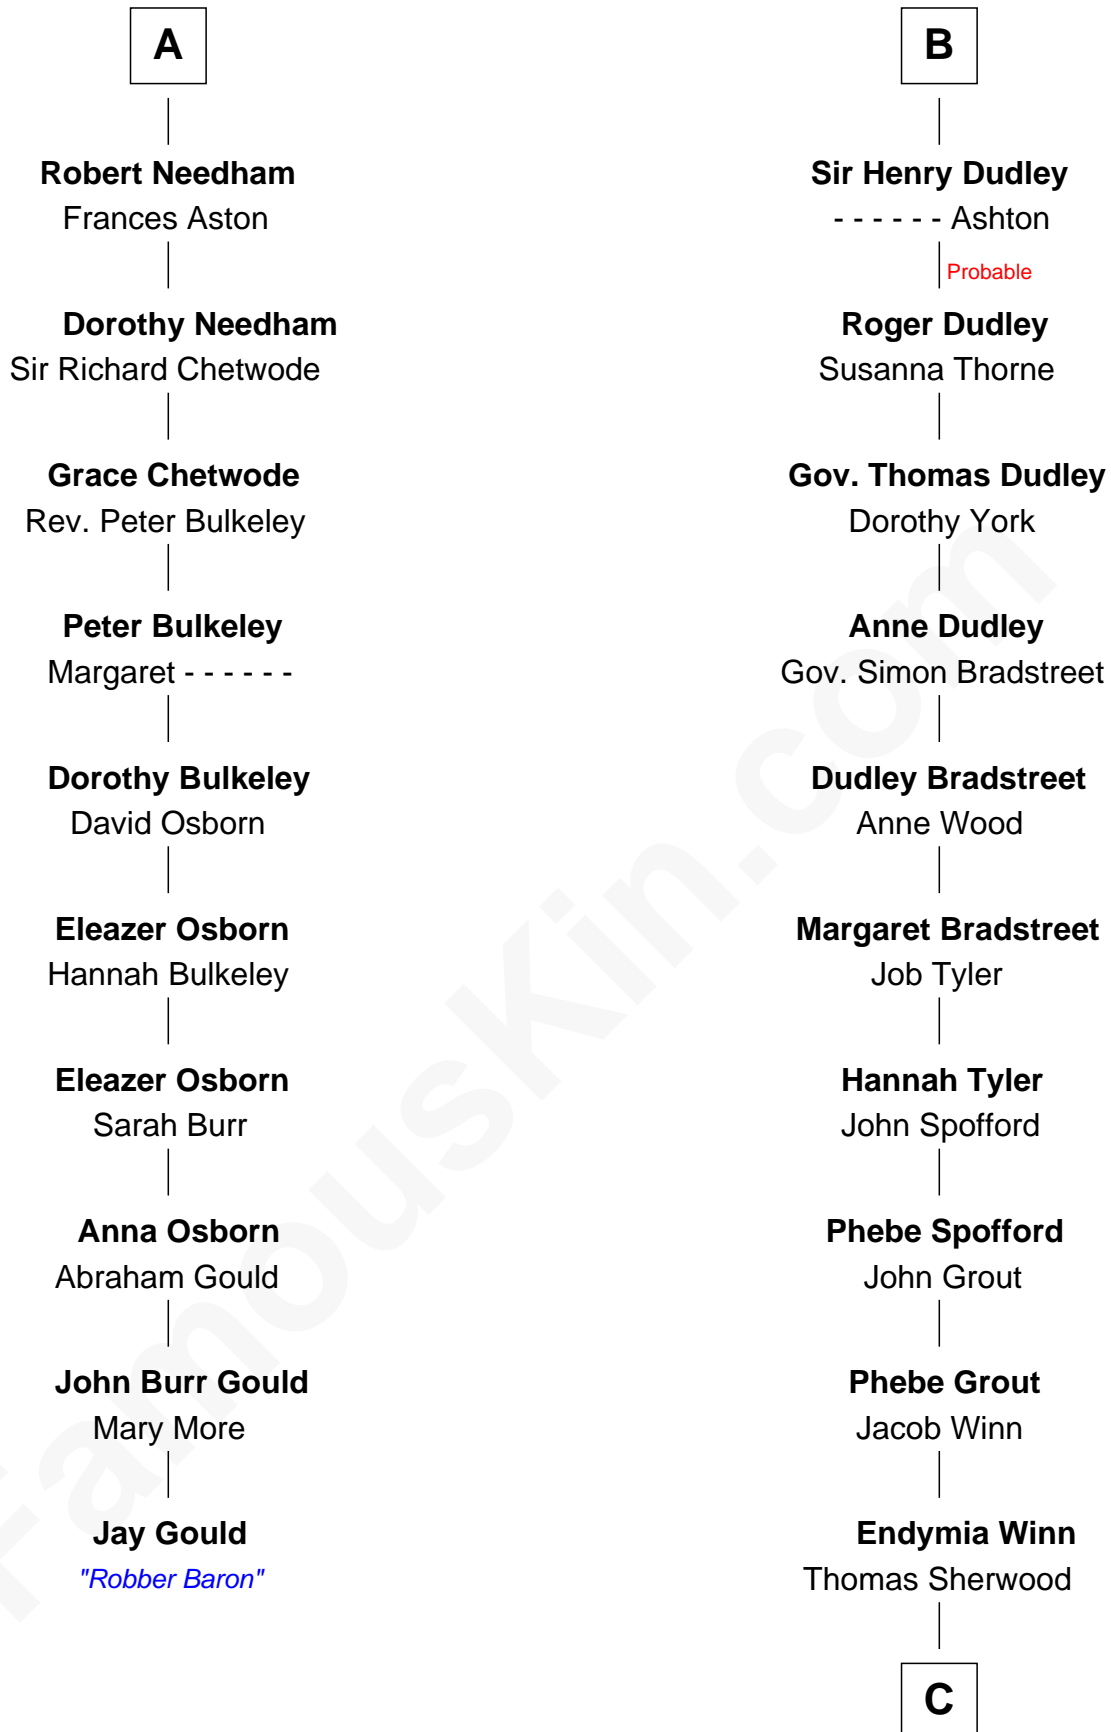 A
Robert Needham
Frances Aston
Dorothy Needham
Sir Richard Chetwode
Grace Chetwode
Rev. Peter Bulkeley
Peter Bulkeley
Margaret - - - - - -
Dorothy Bulkeley
David Osborn
Eleazer Osborn
Hannah Bulkeley
Eleazer Osborn
Sarah Burr
Anna Osborn
Abraham Gould
John Burr Gould
Mary More
Jay Gould
"Robber Baron"
B
Sir Henry Dudley
- - - - - - Ashton
Probable
Roger Dudley
Susanna Thorne
Gov. Thomas Dudley
Dorothy York
Anne Dudley
Gov. Simon Bradstreet
Dudley Bradstreet
Anne Wood
Margaret Bradstreet
Job Tyler
Hannah Tyler
John Spofford
Phebe Spofford
John Grout
Phebe Grout
Jacob Winn
Endymia Winn
Thomas Sherwood
C
FamousKin.com